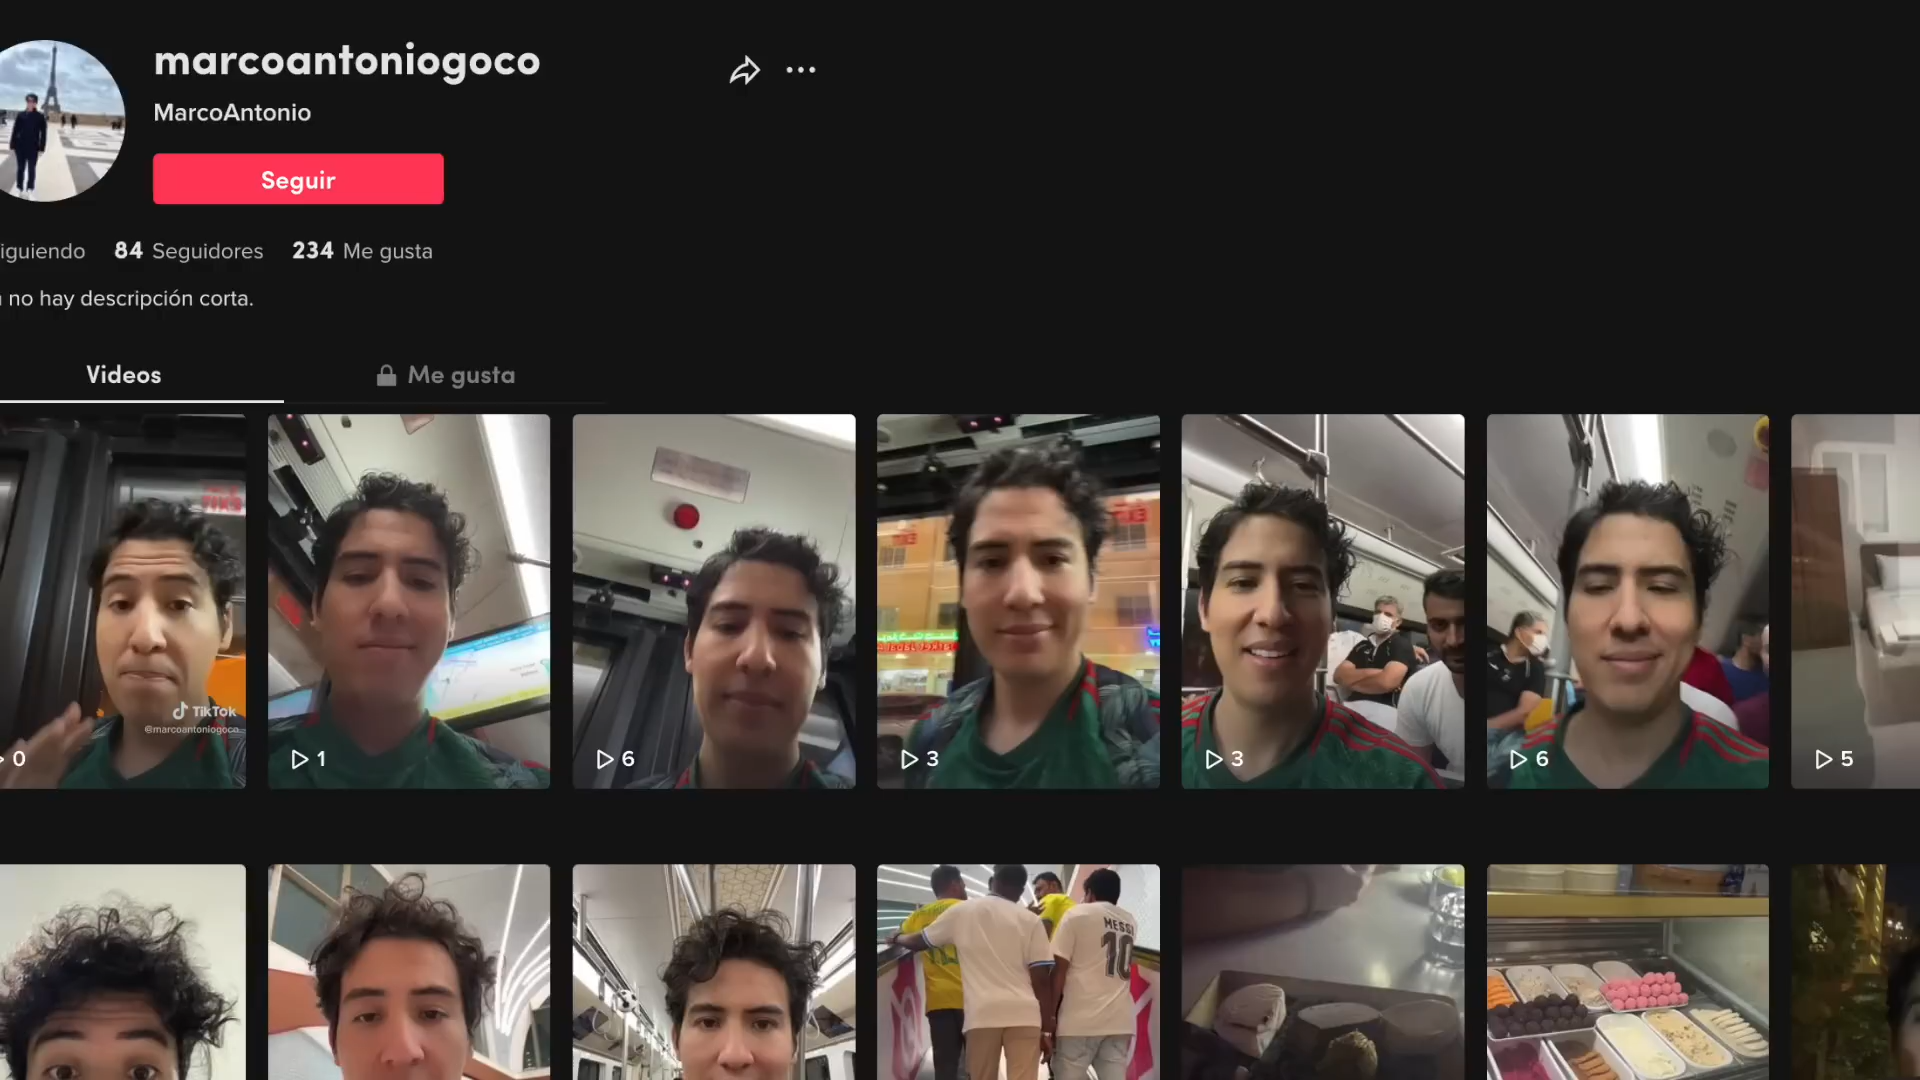 marcoantoniogoco
MarcoAntonio
Seguir
iguiendo 84 Seguidores 234 Me gusta
no hay descripción corta.
Videos Me gusta
TikTok
@marcoantoniogoco
0 1 6 3 3 6 5
MESSI
10